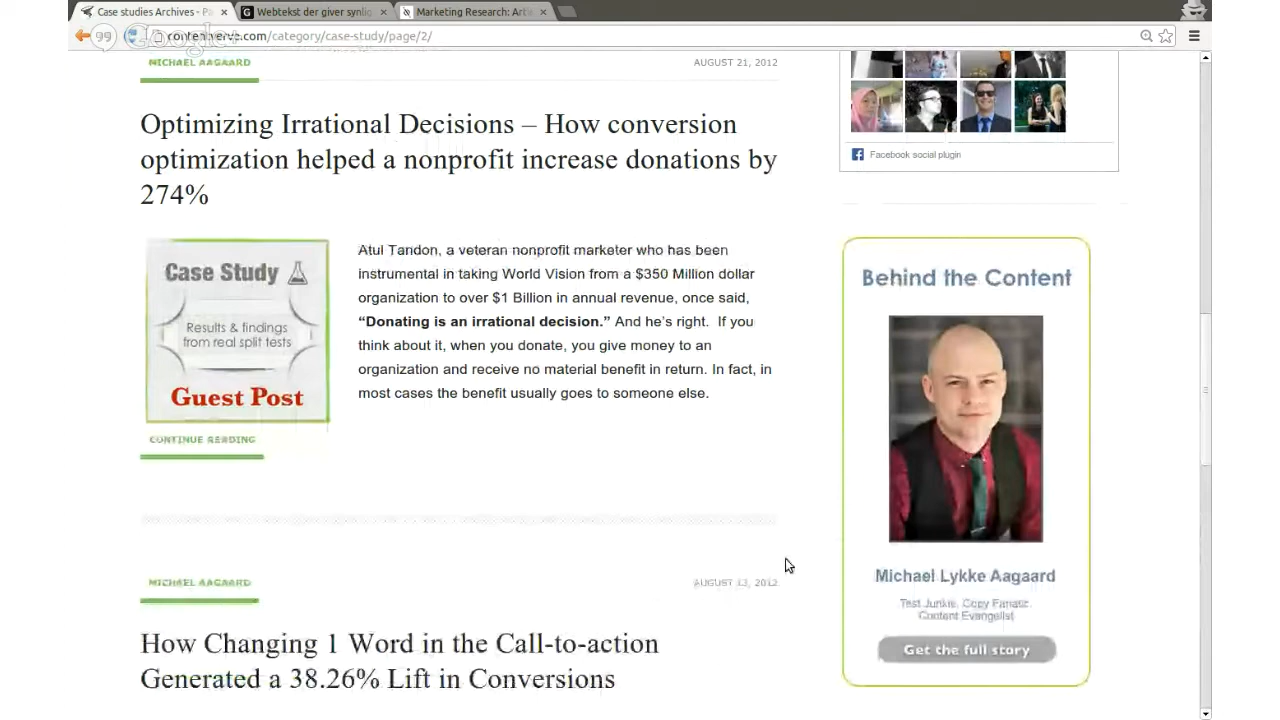 Case studies Archives - Pa
Webtekst der giver synlig
Marketing Research: Artic
Google+
contentverve.com/category/case-study/page/2/
MICHAEL AAGAARD
AUGUST 21, 2012
Optimizing Irrational Decisions – How conversion
optimization helped a nonprofit increase donations by
274%
Case Study
Results & findings
from real split tests
Guest Post
Atul Tandon, a veteran nonprofit marketer who has been
instrumental in taking World Vision from a $350 Million dollar
organization to over $1 Billion in annual revenue, once said,
“Donating is an irrational decision.” And he’s right. If you
think about it, when you donate, you give money to an
organization and receive no material benefit in return. In fact, in
most cases the benefit usually goes to someone else.
CONTINUE READING
MICHAEL AAGAARD
AUGUST 13, 2012
How Changing 1 Word in the Call-to-action
Generated a 38.26% Lift in Conversions
Facebook social plugin
Behind the Content
Michael Lykke Aagaard
Test Junkie, Copy Fanatic,
Content Evangelist
Get the full story